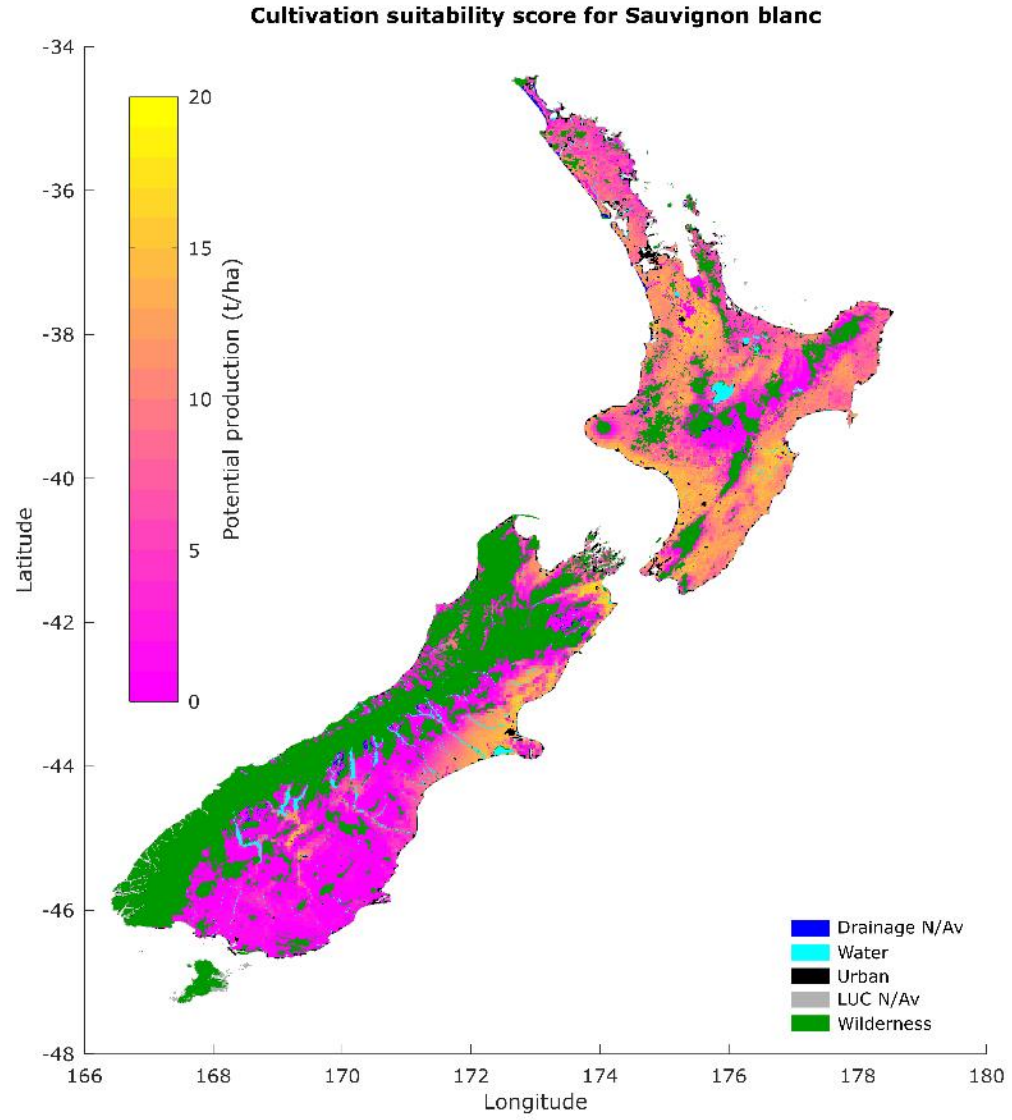 Cultivation suitability score for Sauvignon blanc
-34
-36
-38
-40
-42
-44
-46
-48
Latitude
20
15
10
5
0
Potential production (t/ha)
Drainage N/Av
Water
Urban
LUC N/Av
Wilderness
166
168
170
172
174
176
178
180
Longitude